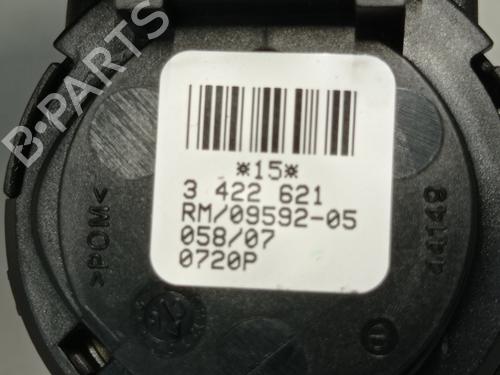 B-PARTS
*15*
3 422 621
RM/09592-05
058/07
0720P
>POM<